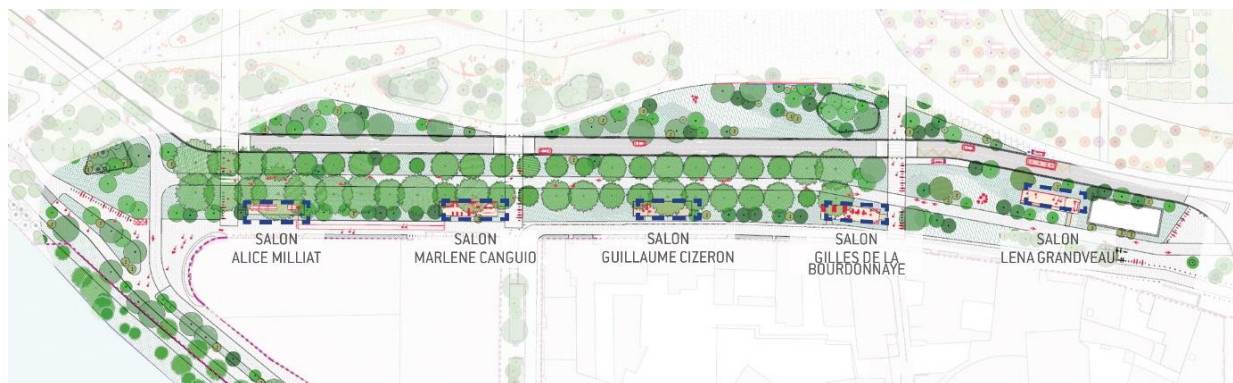 SALON
ALICE MILLIAT
SALON
MARLENE CANGUIO
SALON
GUILLAUME CIZERON
SALON
GILLES DE LA
BOURDONNAYE
SALON
LENA GRANDVEAU